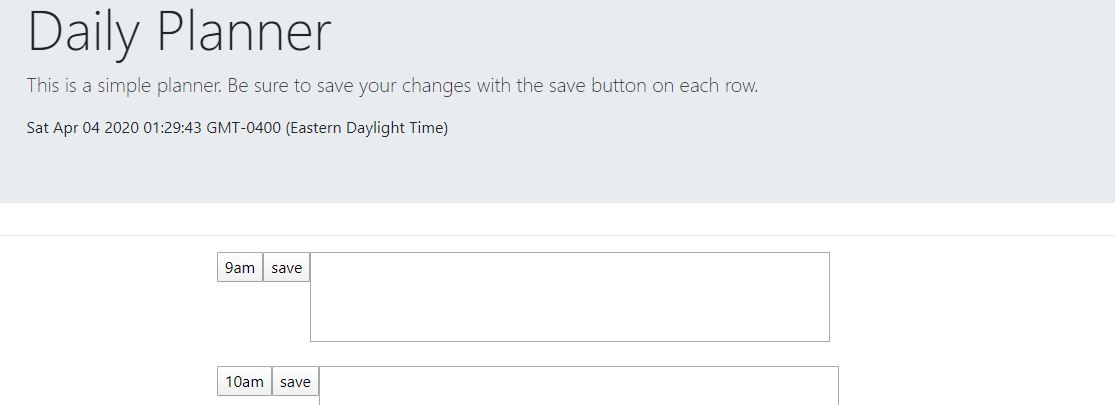 Daily Planner
This is a simple planner. Be sure to save your changes with the save button on each row.
Sat Apr 04 2020 01:29:43 GMT-0400 (Eastern Daylight Time)
9am save
10am save